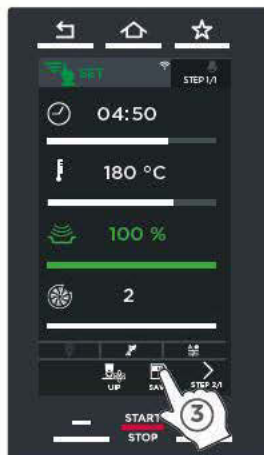 SET
STEP 1/1
04:50
180 °C
100 %
2
UP SAV STEP 2/1
START
3
STOP